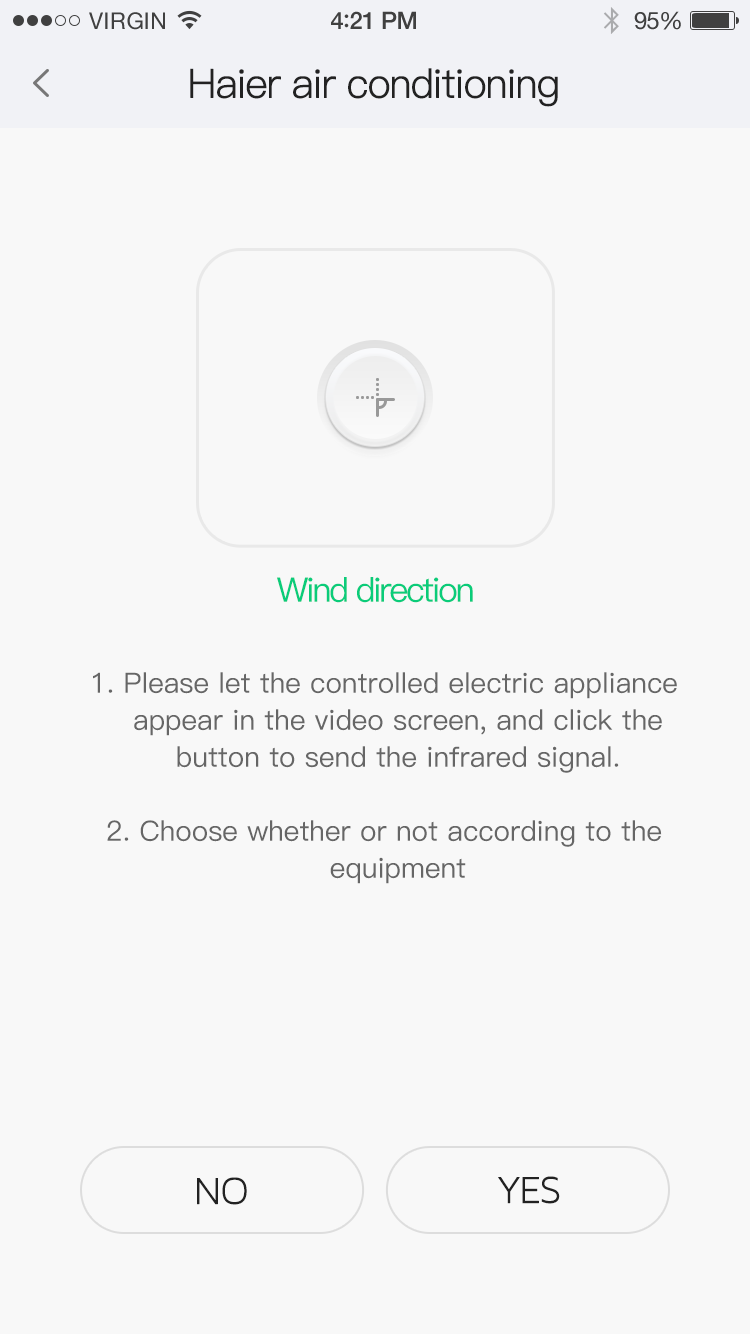 VIRGIN 4:21 PM 95%
Haier air conditioning
Wind direction
1. Please let the controlled electric appliance
appear in the video screen, and click the
button to send the infrared signal.
2. Choose whether or not according to the
equipment
NO YES